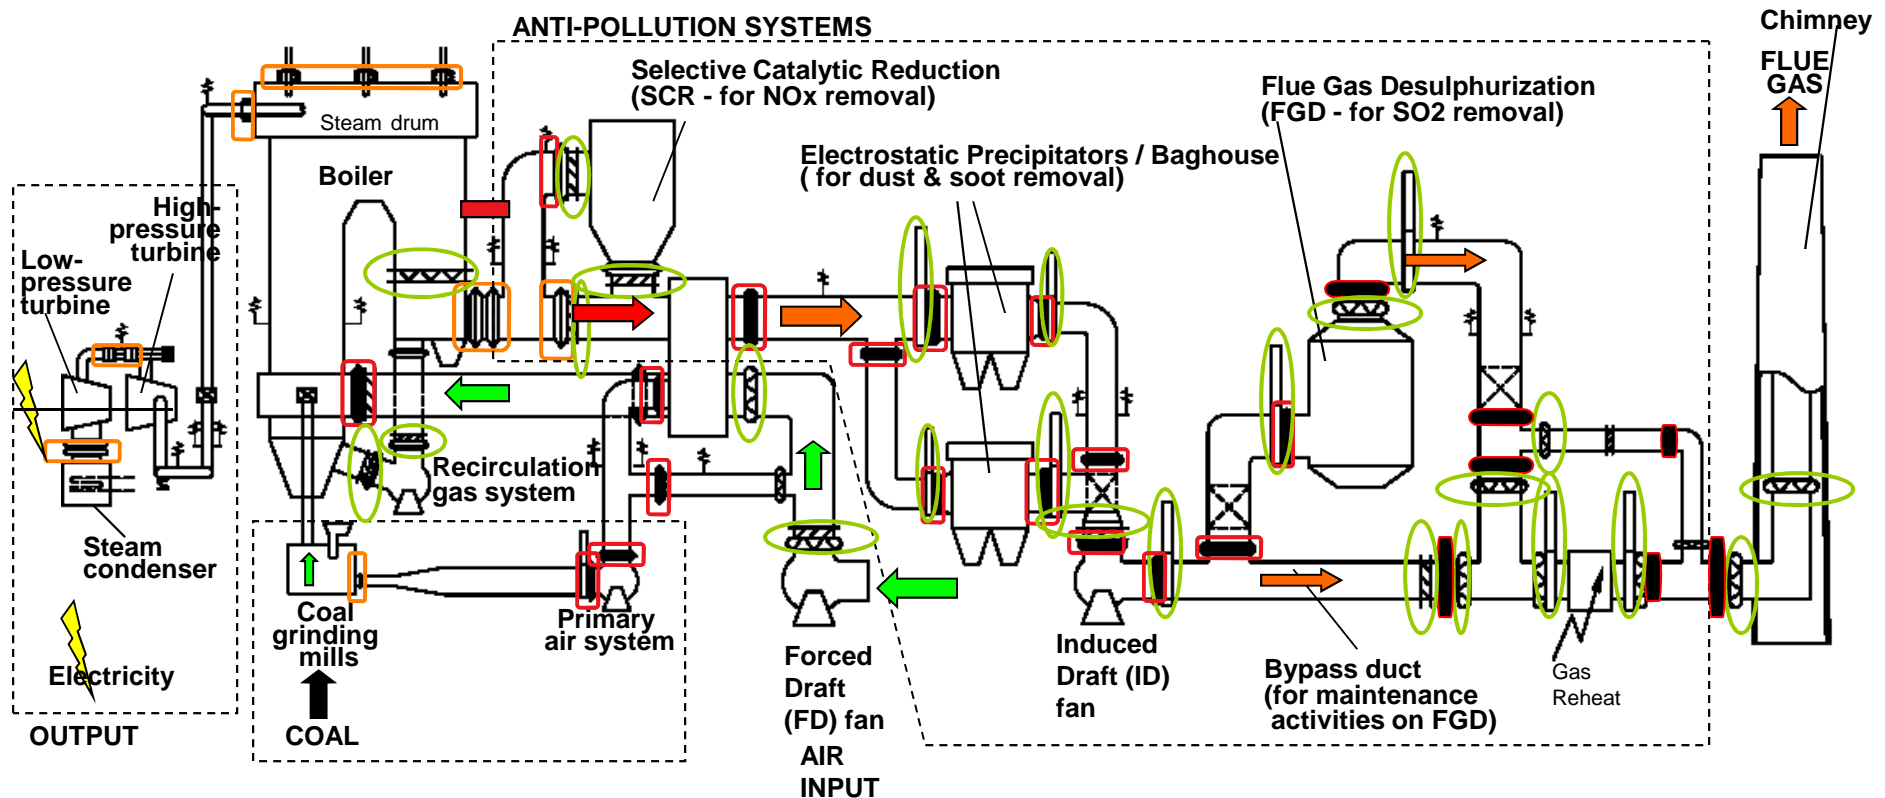 ANTI-POLLUTION SYSTEMS
Chimney
FLUE
GAS
Selective Catalytic Reduction
(SCR - for NOx removal)
Flue Gas Desulphurization
(FGD - for SO2 removal)
Steam drum
Electrostatic Precipitators / Baghouse
( for dust & soot removal)
Boiler
High-
pressure
turbine
Low-
pressure
turbine
Recirculation
gas system
Steam
condenser
Coal
grinding
mills
Primary
air system
Electricity
OUTPUT
COAL
Forced
Draft
(FD) fan
AIR
INPUT
Induced
Draft (ID)
fan
Bypass duct
(for maintenance
activities on FGD)
Gas
Reheat